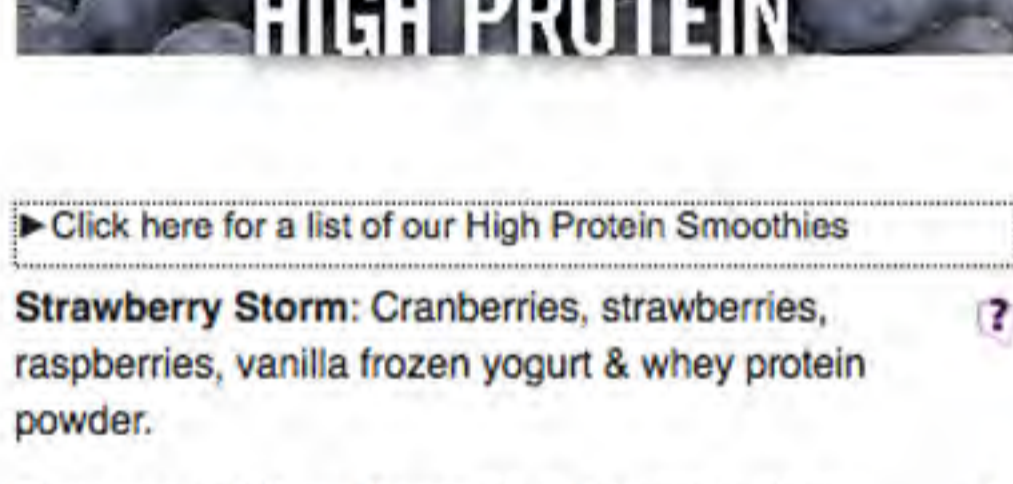 HIGH PROTEIN
►Click here for a list of our High Protein Smoothies
Strawberry Storm: Cranberries, strawberries,
?
raspberries, vanilla frozen yogurt & whey protein
powder.